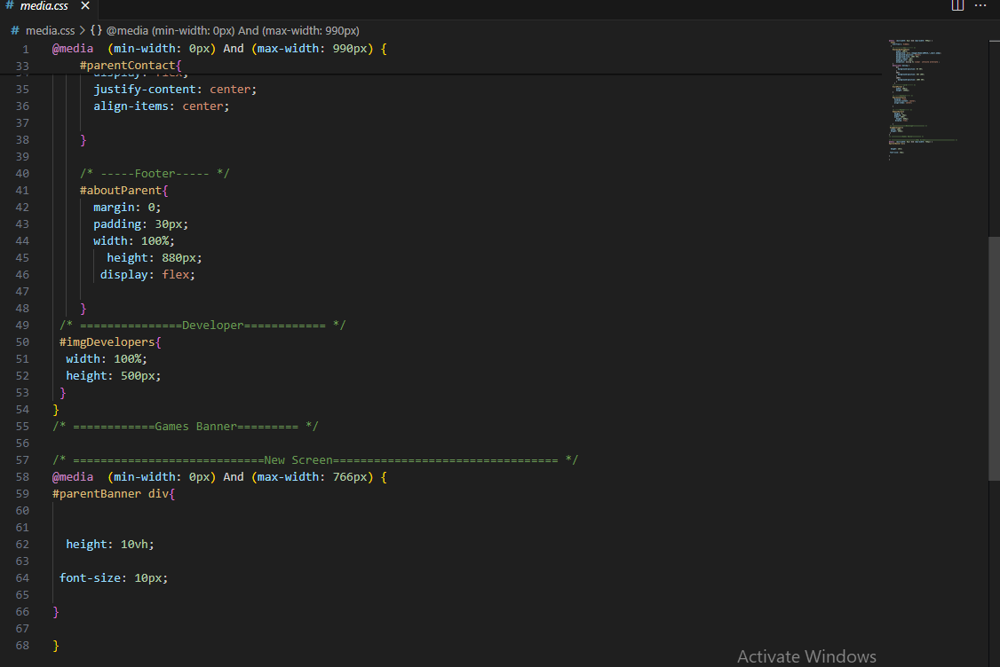 # media.css ×
# media.css > {} @media (min-width: 0px) And (max-width: 990px)
1 @media (min-width: 0px) And (max-width: 990px) {
33 #parentContact{
34 display: flex;
35 justify-content: center;
36 align-items: center;
37
38 }
39
40 /* -----Footer----- */
41 #aboutParent{
42 margin: 0;
43 padding: 30px;
44 width: 100%;
45 height: 880px;
46 display: flex;
47
48 }
49 /* ===============Developer============ */
50 #imgDevelopers{
51 width: 100%;
52 height: 500px;
53 }
54 }
55 /* ============Games Banner========= */
56
57 /* ============================New Screen================================= */
58 @media (min-width: 0px) And (max-width: 766px) {
59 #parentBanner div{
60
61
62 height: 10vh;
63
64 font-size: 10px;
65
66 }
67
68 }
Activate Windows